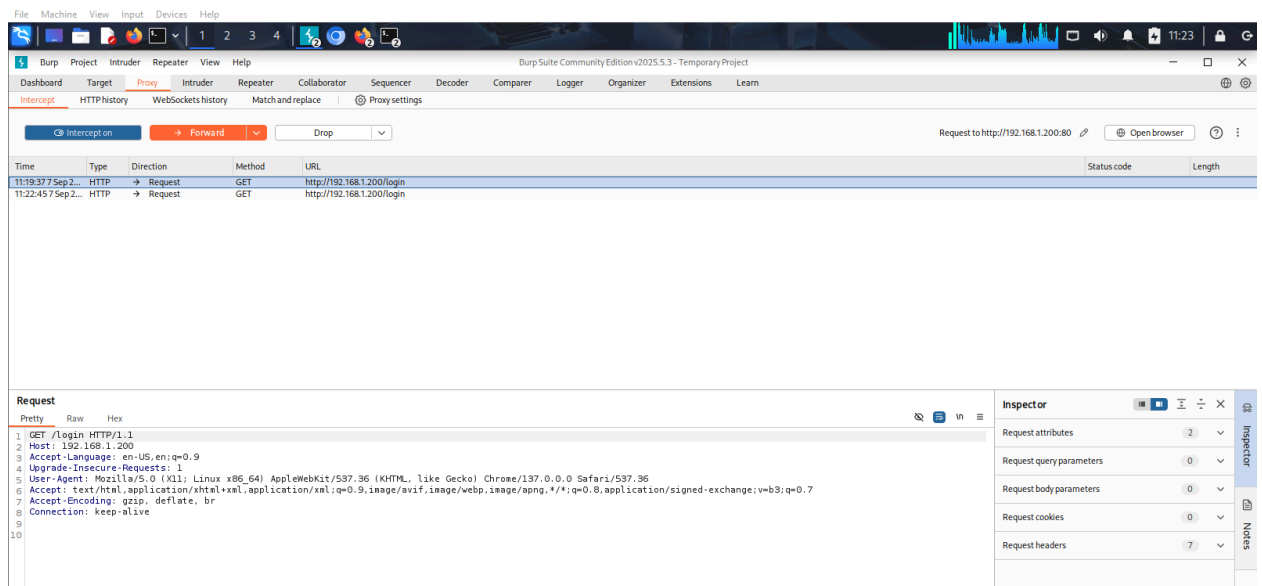 File Machine View Input Devices Help
1 2 3 4 2 2 2 11:23
Burp Project Intruder Repeater View Help Burp Suite Community Edition v2025.5.3 - Temporary Project
Dashboard Target Proxy Intruder Repeater Collaborator Sequencer Decoder Comparer Logger Organizer Extensions Learn
Intercept HTTP history WebSockets history Match and replace Proxy settings
Intercept on Forward Drop Request to http://192.168.1.200:80 Open browser
Time Type Direction Method URL Status code Length
11:19:37 7 Sep 2... HTTP → Request GET http://192.168.1.200/login
11:22:45 7 Sep 2... HTTP → Request GET http://192.168.1.200/login
Request
Pretty Raw Hex \n
1 GET /login HTTP/1.1
2 Host: 192.168.1.200
3 Accept-Language: en-US,en;q=0.9
4 Upgrade-Insecure-Requests: 1
5 User-Agent: Mozilla/5.0 (X11; Linux x86_64) AppleWebKit/537.36 (KHTML, like Gecko) Chrome/137.0.0.0 Safari/537.36
6 Accept: text/html,application/xhtml+xml,application/xml;q=0.9,image/avif,image/webp,image/apng,*/*;q=0.8,application/signed-exchange;v=b3;q=0.7
7 Accept-Encoding: gzip, deflate, br
8 Connection: keep-alive
9
10
Inspector
Request attributes 2
Request query parameters 0
Request body parameters 0
Request cookies 0
Request headers 7
Inspector
Notes